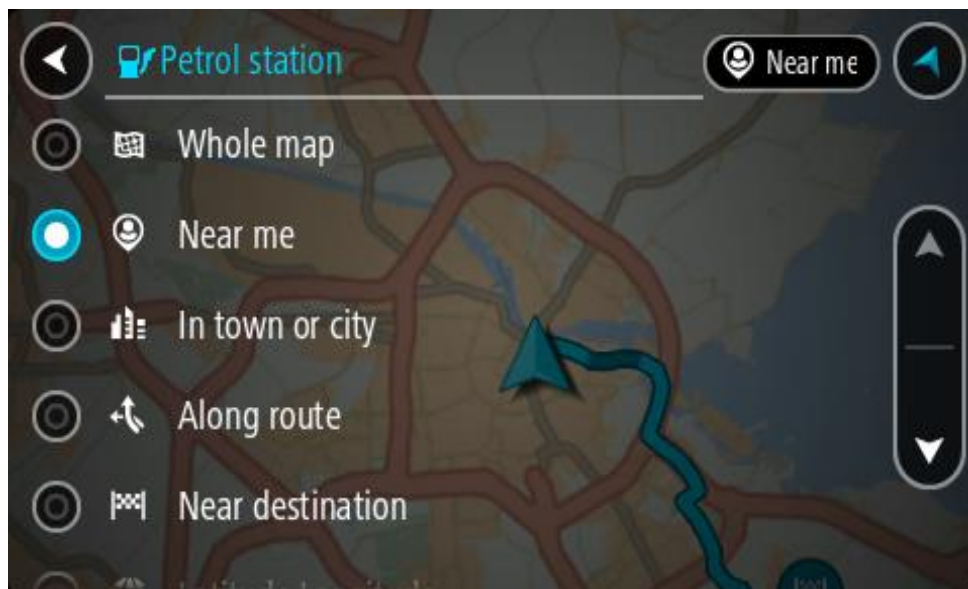 Petrol station
Near me
Whole map
Near me
In town or city
Along route
Near destination